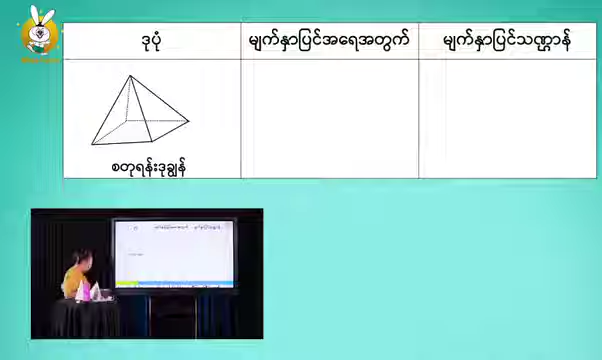 ဒုပုံ
မျက်နှာပြင်အရေအတွက်
မျက်နှာပြင်သဏ္ဌာန်
စတုရန်းဒုချွန်